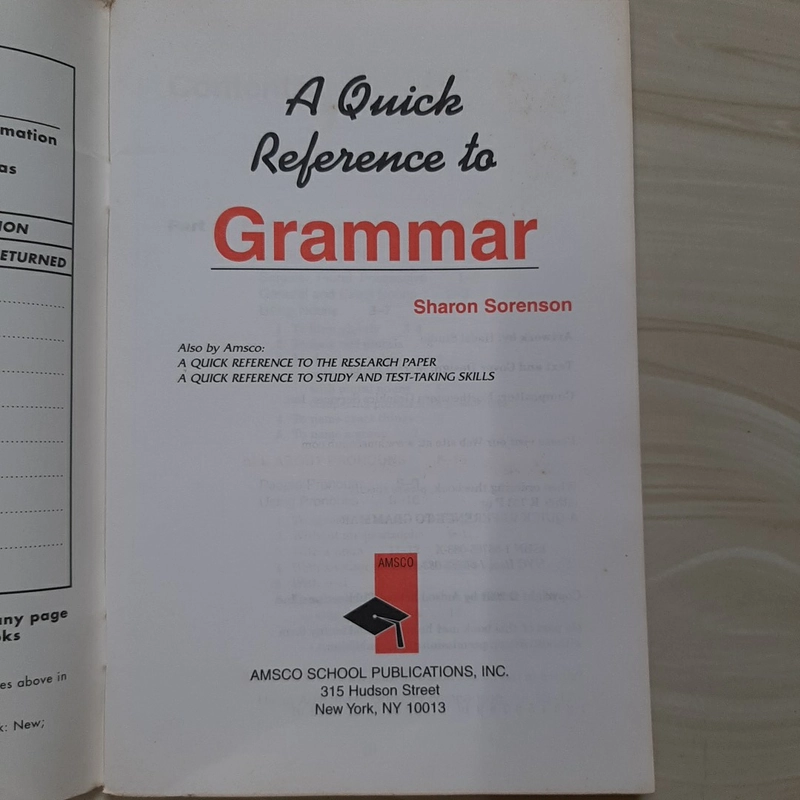 mation
as
ION
ETURNED
any page
oks
es above in
k: New;
A Quick
Reference to
Grammar
Sharon Sorenson
Also by Amsco:
A QUICK REFERENCE TO THE RESEARCH PAPER
A QUICK REFERENCE TO STUDY AND TEST-TAKING SKILLS
AMSCO
AMSCO SCHOOL PUBLICATIONS, INC.
315 Hudson Street
New York, NY 10013